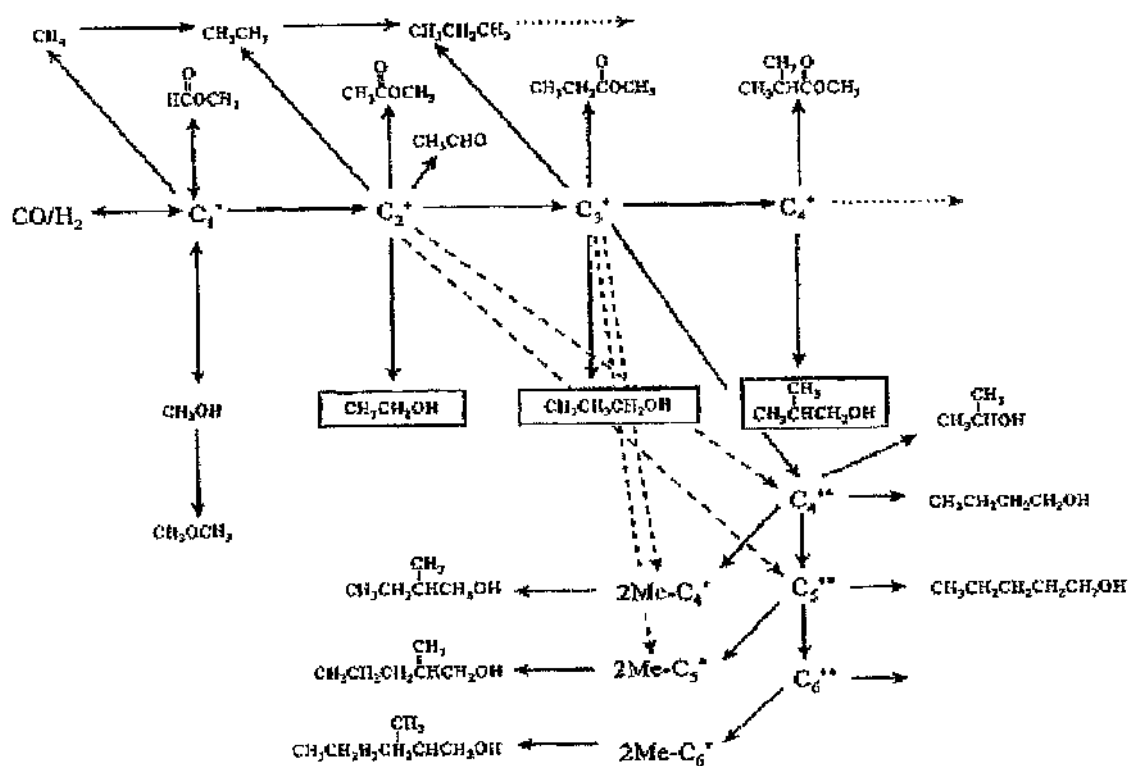 CH₄ CH₃CH₃ CH₃CH₂CH₃
O O O CH₃ O
HCOCH₃ CH₃COCH₃ CH₃CH₂COCH₃ CH₃CHCOCH₃
CH₃CHO
CO/H₂ C₁* C₂* C₃* C₄*
CH₃
CH₃OH CH₃CH₂OH CH₃CH₂CH₂OH CH₃CHCH₂OH
CH₃
CH₃CHOH
C₄** CH₃CH₂CH₂CH₂OH
CH₃OCH₃
CH₃
CH₃CH₂CHCH₂OH 2Me-C₄* C₅** CH₃CH₂CH₂CH₂CH₂OH
CH₃
CH₃CH₂CH₂CHCH₂OH 2Me-C₅* C₆**
CH₃
2Me-C₆*